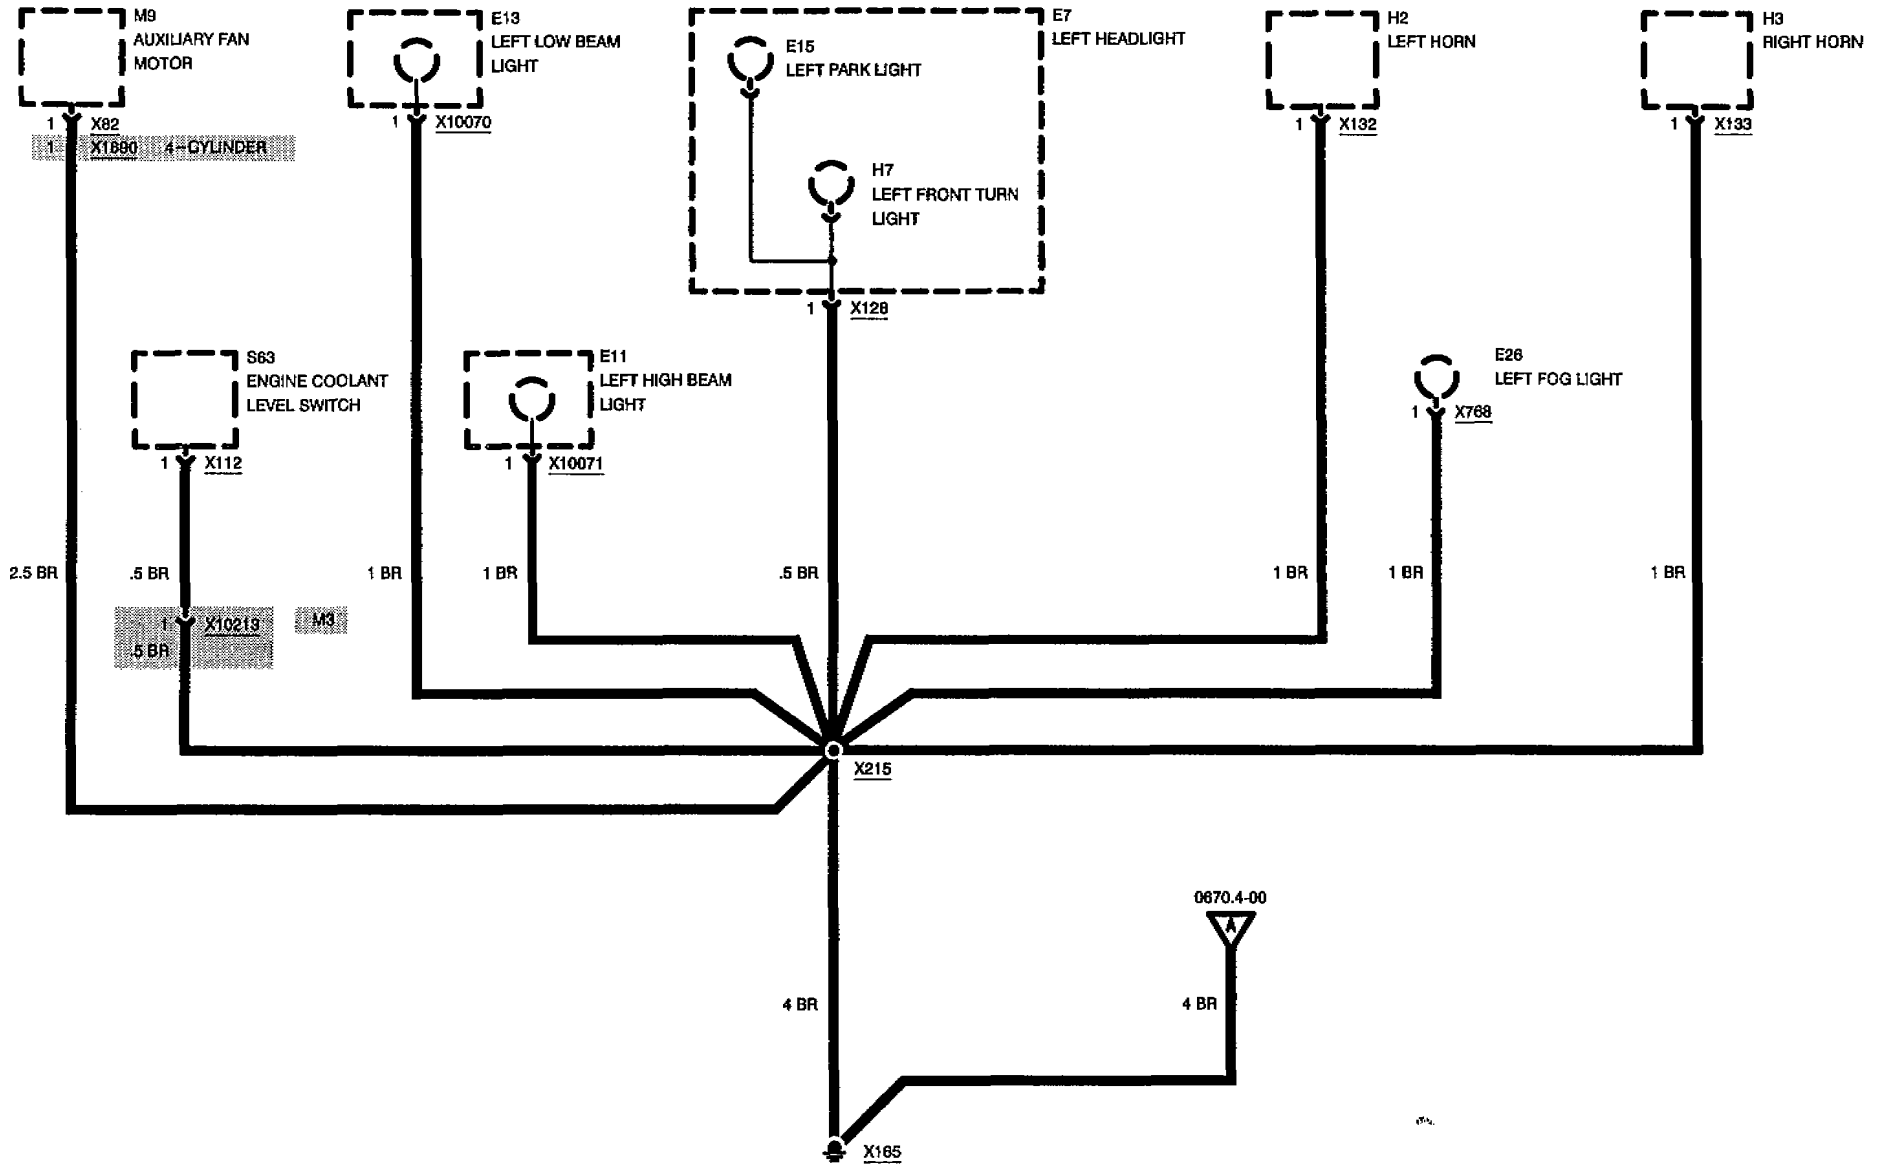 M9
AUXILIARY FAN
MOTOR
1 X82
1 X1890 4-CYLINDER
E13
LEFT LOW BEAM
LIGHT
1 X10070
E7
LEFT HEADLIGHT
E15
LEFT PARK LIGHT
H7
LEFT FRONT TURN
LIGHT
1 X128
H2
LEFT HORN
1 X132
H3
RIGHT HORN
1 X133
S63
ENGINE COOLANT
LEVEL SWITCH
1 X112
E11
LEFT HIGH BEAM
LIGHT
1 X10071
E26
LEFT FOG LIGHT
1 X768
2.5 BR
.5 BR
1 BR
1 BR
.5 BR
1 BR
1 BR
1 BR
1 X10213
.5 BR
M3
X215
0670.4-00
A
4 BR
4 BR
X165